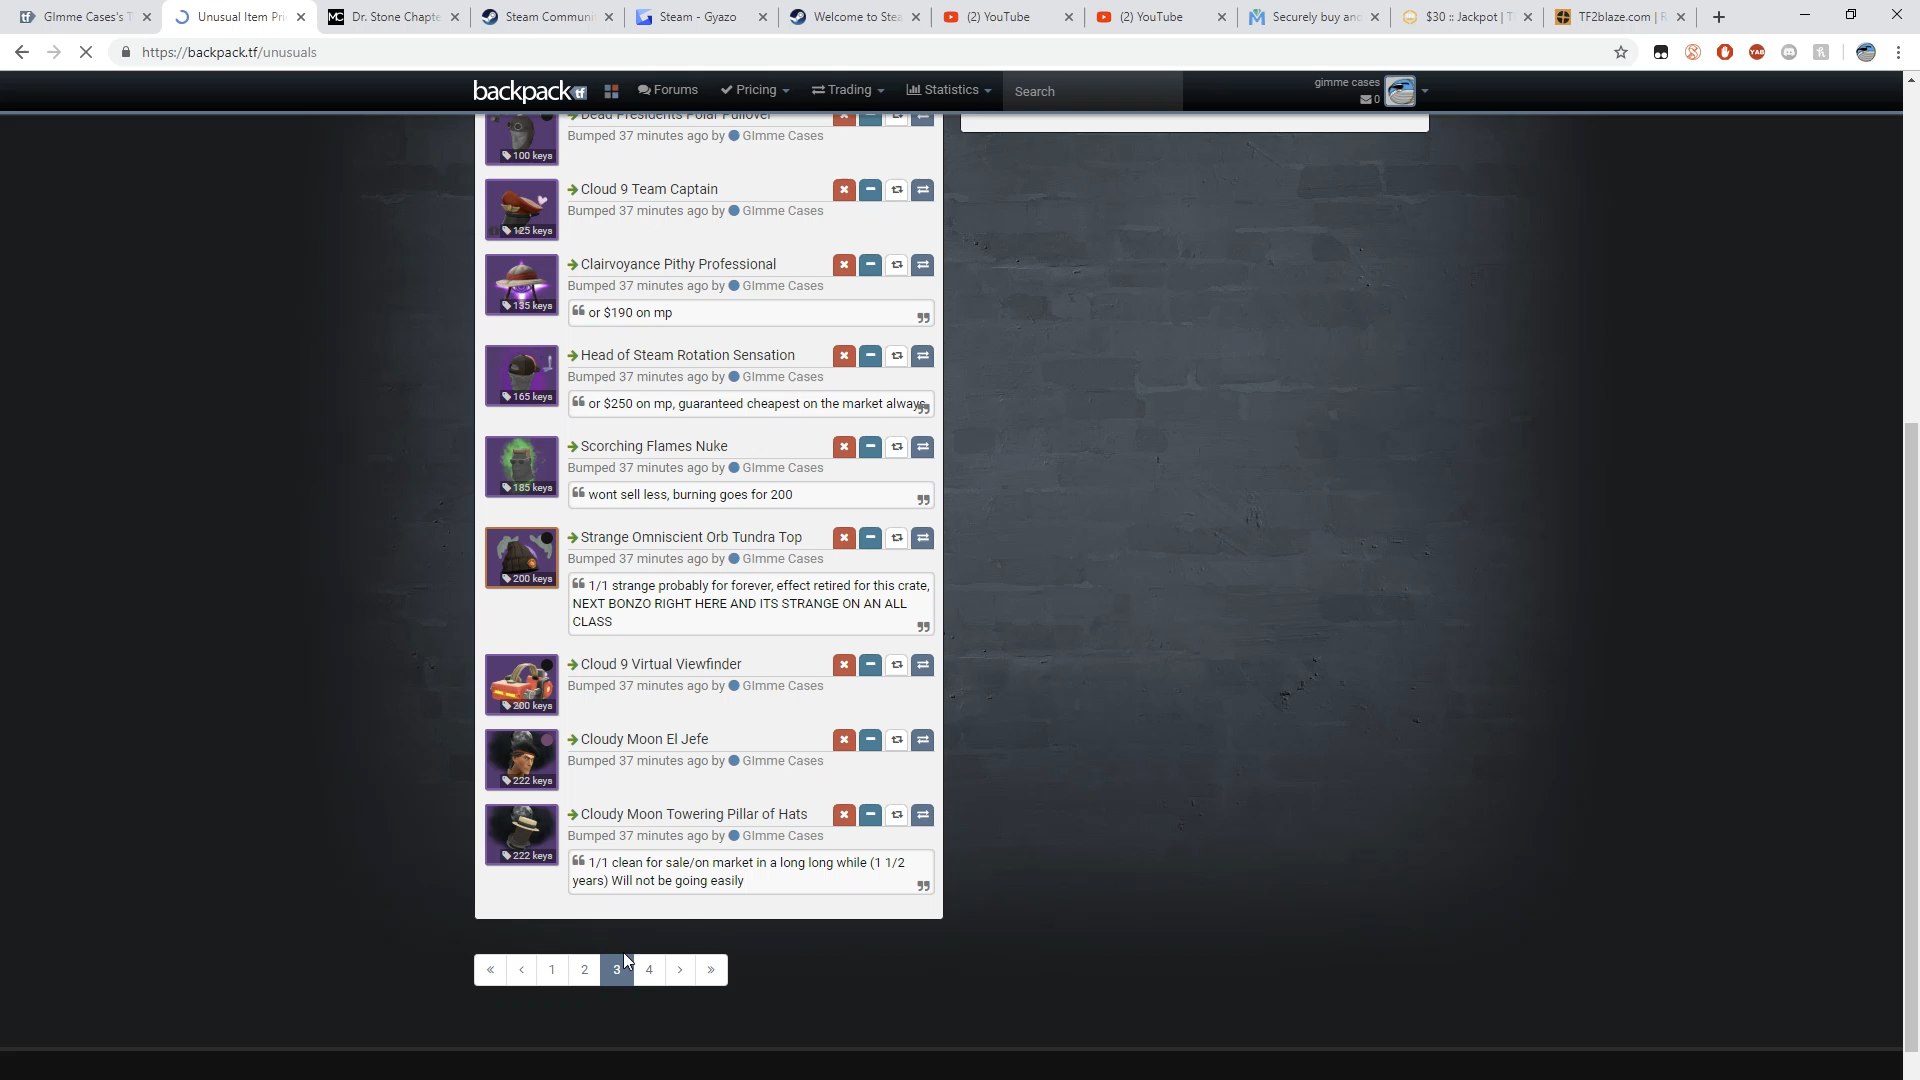 GImme Cases's T
Unusual Item Pri
MC Dr. Stone Chapte
Steam Communi
Steam - Gyazo
Welcome to Stea
(2) YouTube
(2) YouTube
Securely buy and
$30 :: Jackpot | T
TF2blaze.com | R
https://backpack.tf/unusuals
YAB
backpack tf
Forums
Pricing
Trading
Statistics
Search
gimme cases
0
100 keys
Dead Presidents Polar Pullover
Bumped 37 minutes ago by GImme Cases
125 keys
Cloud 9 Team Captain
Bumped 37 minutes ago by GImme Cases
135 keys
Clairvoyance Pithy Professional
Bumped 37 minutes ago by GImme Cases
or $190 on mp
165 keys
Head of Steam Rotation Sensation
Bumped 37 minutes ago by GImme Cases
or $250 on mp, guaranteed cheapest on the market always
185 keys
Scorching Flames Nuke
Bumped 37 minutes ago by GImme Cases
wont sell less, burning goes for 200
200 keys
Strange Omniscient Orb Tundra Top
Bumped 37 minutes ago by GImme Cases
1/1 strange probably for forever, effect retired for this crate,
NEXT BONZO RIGHT HERE AND ITS STRANGE ON AN ALL
CLASS
200 keys
Cloud 9 Virtual Viewfinder
Bumped 37 minutes ago by GImme Cases
222 keys
Cloudy Moon El Jefe
Bumped 37 minutes ago by GImme Cases
222 keys
Cloudy Moon Towering Pillar of Hats
Bumped 37 minutes ago by GImme Cases
1/1 clean for sale/on market in a long long while (1 1/2
years) Will not be going easily
« ‹ 1 2 3 4 › »